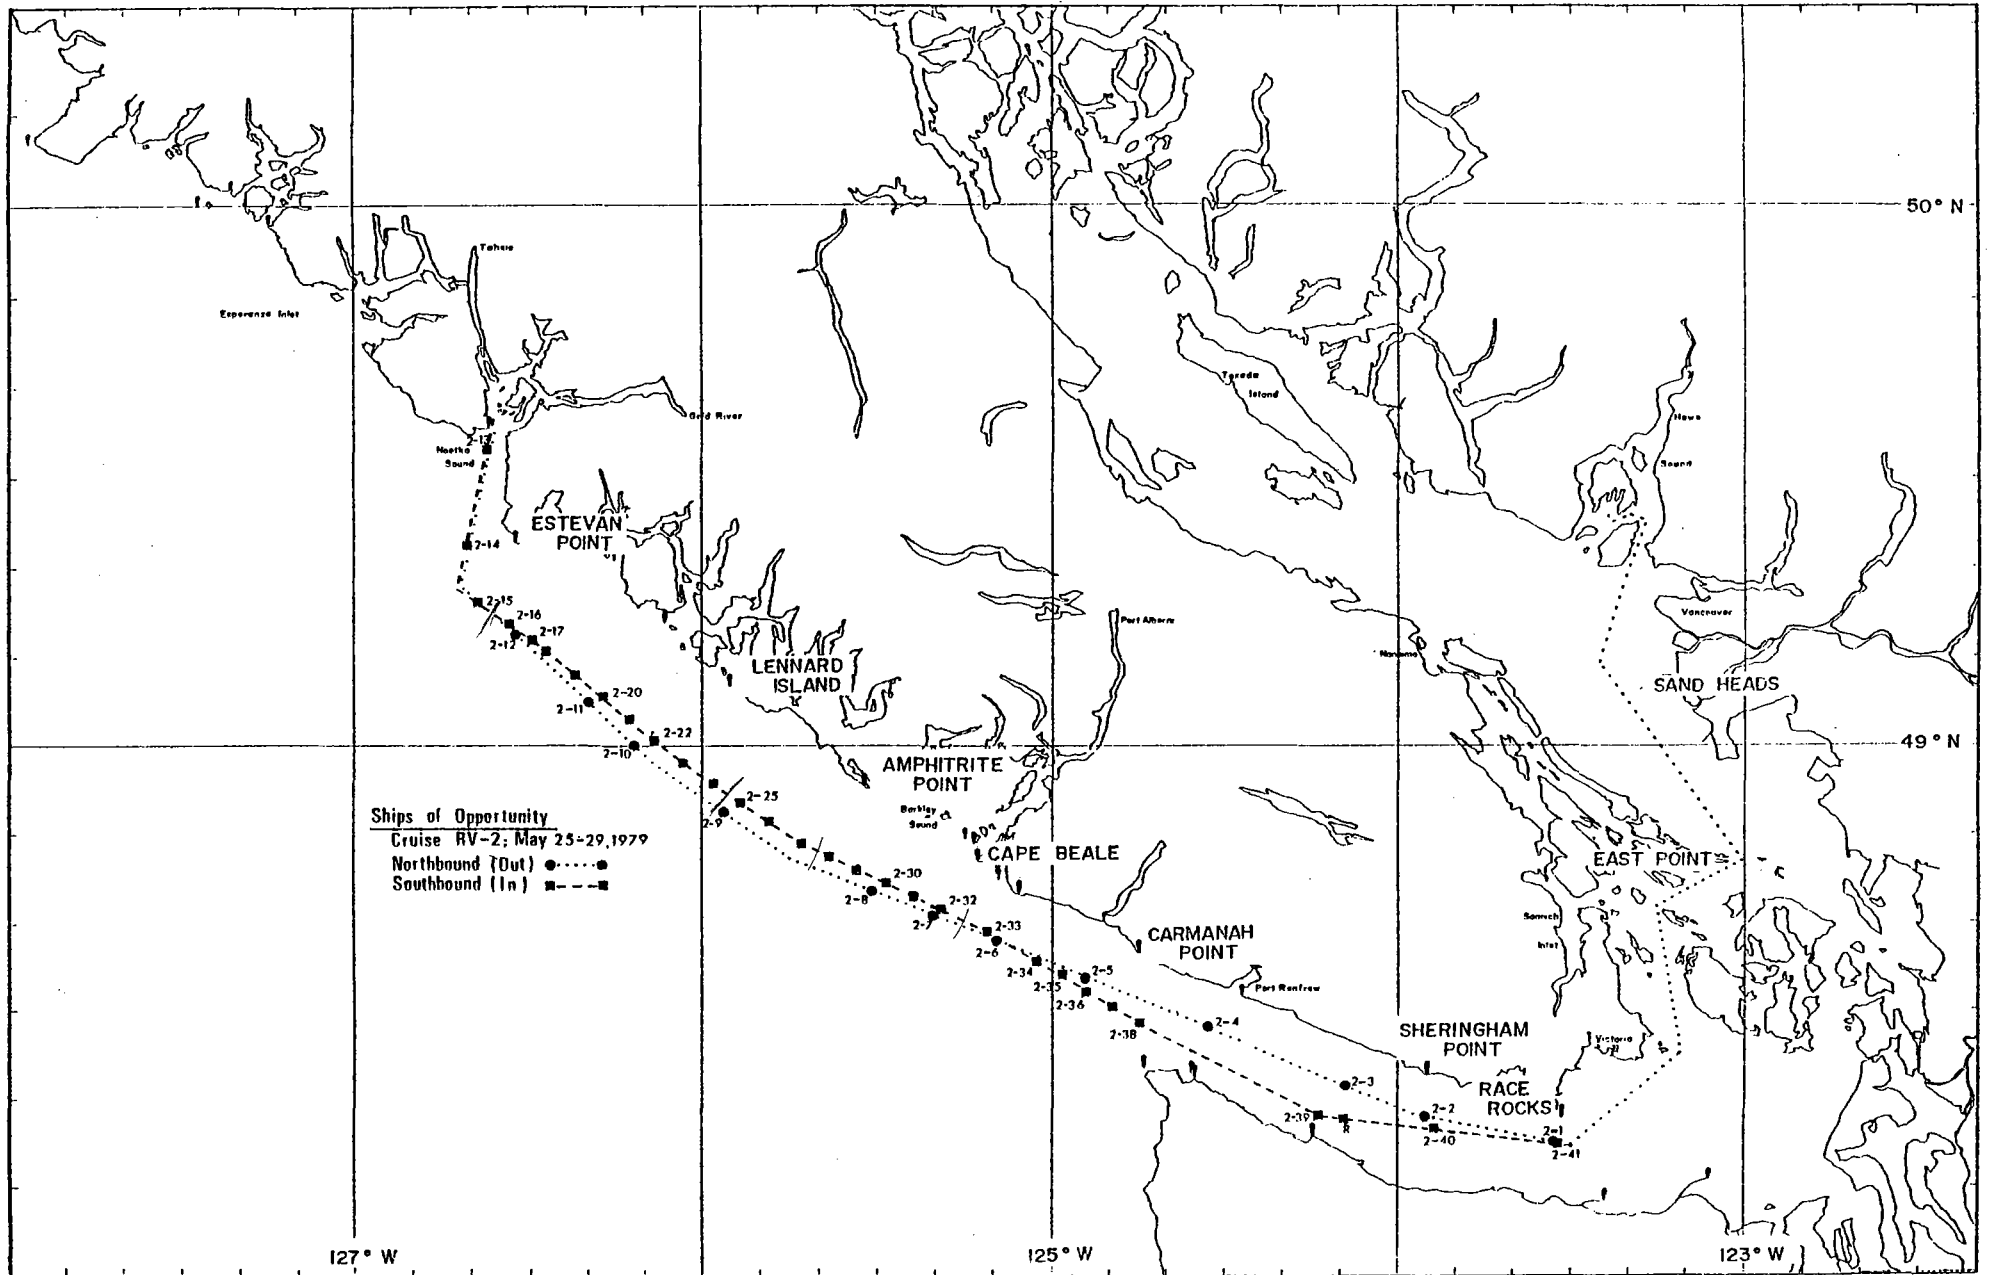 50° N
Tahsis
Esperanza Inlet
Texada
Island
Gold River
Howe
Sound
2-13
Nootka
Sound
ESTEVAN
POINT
2-14
2-15
2-16
2-17
2-12
Vancouver
Port Alberni
Nanaimo
LENNARD
ISLAND
SAND HEADS
2-20
2-11
2-22
2-10
49° N
AMPHITRITE
POINT
2-25
2-9
Barkley
Sound
Ships of Opportunity
Cruise RV-2; May 25-29, 1979
Northbound (Out)
Southbound (In)
CAPE BEALE
EAST POINT
2-30
2-8
2-32
2-7
2-33
2-6
Saanich
Inlet
CARMANAH
POINT
2-34
2-5
2-35
2-36
Port Renfrew
2-38
2-4
SHERINGHAM
POINT
Victoria
2-3
RACE
ROCKS
2-39
R
2-2
2-40
2-1
2-41
127° W
125° W
123° W